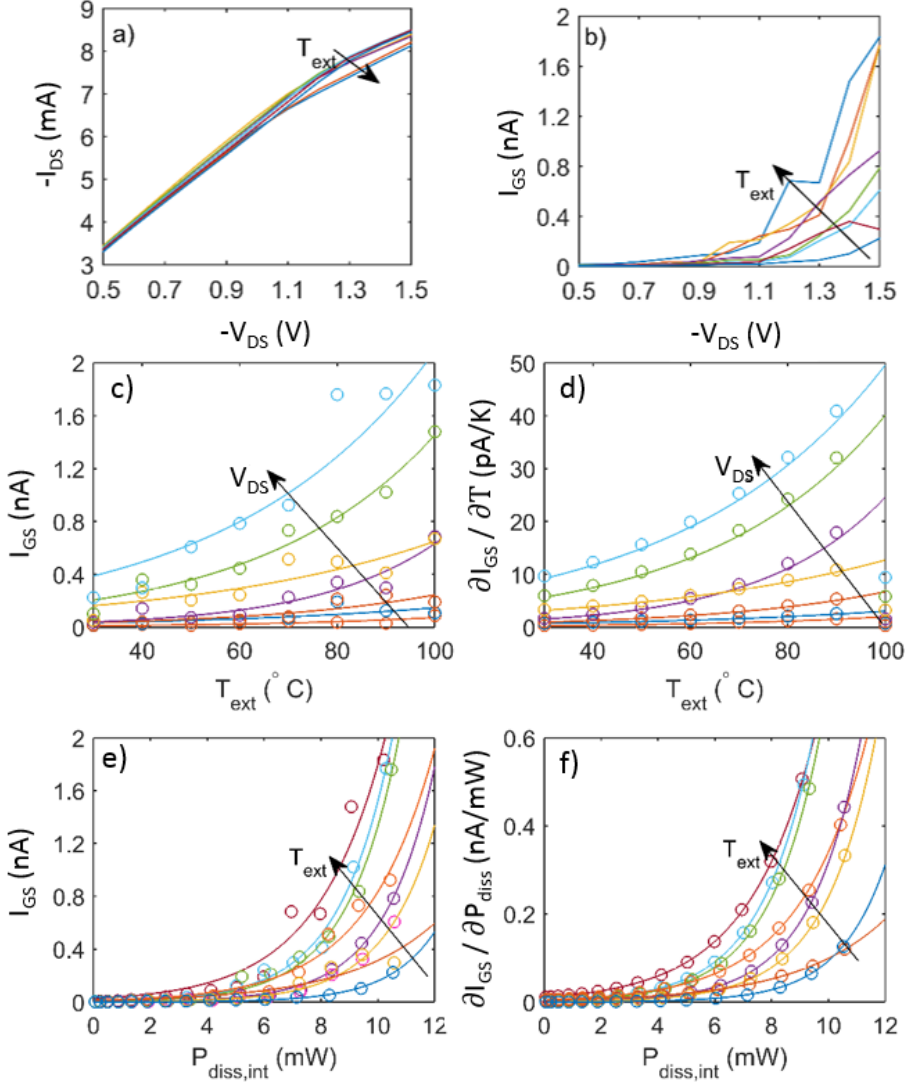 a)
-I_DS (mA)
9
8
7
6
5
4
3
T_ext
0.5 0.7 0.9 1.1 1.3 1.5
-V_DS (V)
b)
I_GS (nA)
2
1.6
1.2
0.8
0.4
0
T_ext
0.5 0.7 0.9 1.1 1.3 1.5
-V_DS (V)
c)
I_GS (nA)
2
1.6
1.2
0.8
0.4
0
V_DS
40 60 80 100
T_ext (° C)
d)
∂I_GS / ∂T (pA/K)
50
40
30
20
10
0
V_DS
40 60 80 100
T_ext (° C)
e)
I_GS (nA)
2
1.6
1.2
0.8
0.4
0
T_ext
0 2 4 6 8 10 12
P_diss,int (mW)
f)
∂I_GS / ∂P_diss (nA/mW)
0.6
0.4
0.2
0
T_ext
0 2 4 6 8 10 12
P_diss,int (mW)